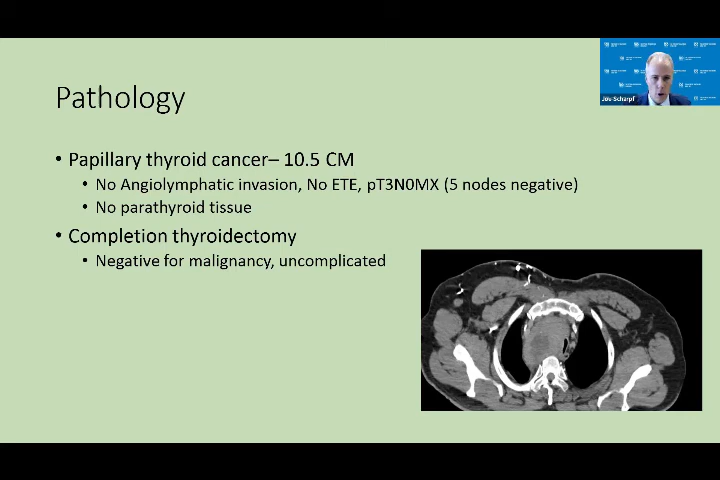 Pathology
• Papillary thyroid cancer– 10.5 CM
• No Angiolymphatic invasion, No ETE, pT3N0MX (5 nodes negative)
• No parathyroid tissue
• Completion thyroidectomy
• Negative for malignancy, uncomplicated
Joe Scharpf